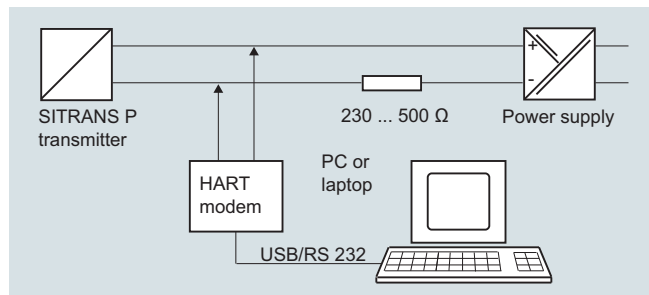 +
-
SITRANS P
transmitter
230 ... 500 Ω
Power supply
PC or
laptop
HART
modem
USB/RS 232